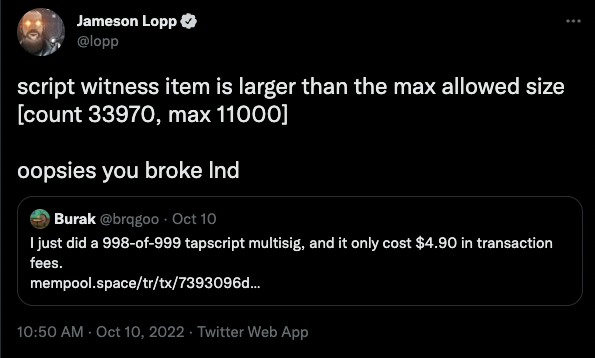 Jameson Lopp
@lopp
script witness item is larger than the max allowed size
[count 33970, max 11000]
oopsies you broke lnd
Burak @brqgoo · Oct 10
I just did a 998-of-999 tapscript multisig, and it only cost $4.90 in transaction
fees.
mempool.space/tr/tx/7393096d...
10:50 AM · Oct 10, 2022 · Twitter Web App